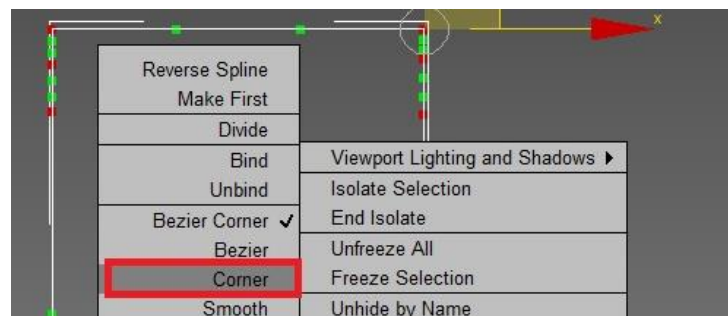 x
Reverse Spline
Make First
Divide
Bind
Unbind
Bezier Corner ✓
Bezier
Corner
Smooth
Viewport Lighting and Shadows ▶
Isolate Selection
End Isolate
Unfreeze All
Freeze Selection
Unhide by Name